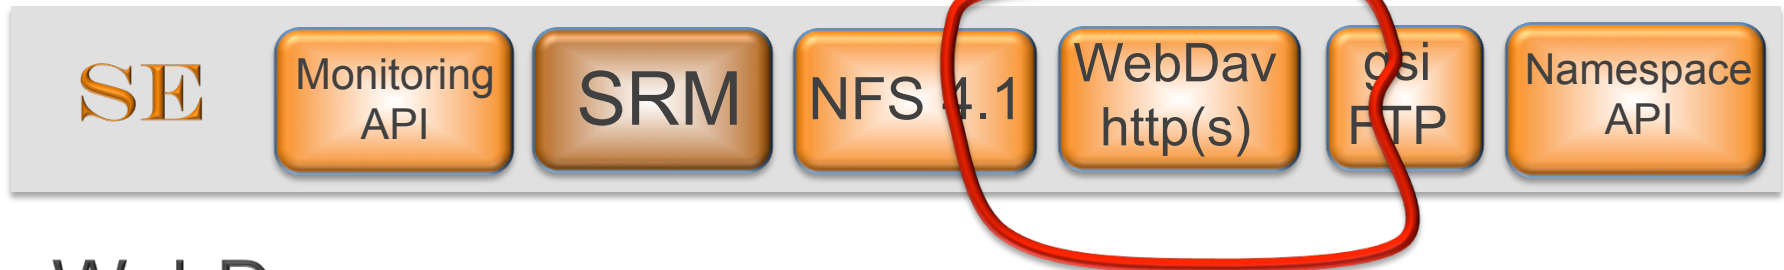 SE
Monitoring
API
SRM
NFS 4.1
WebDav
http(s)
gsi
FTP
Namespace
API